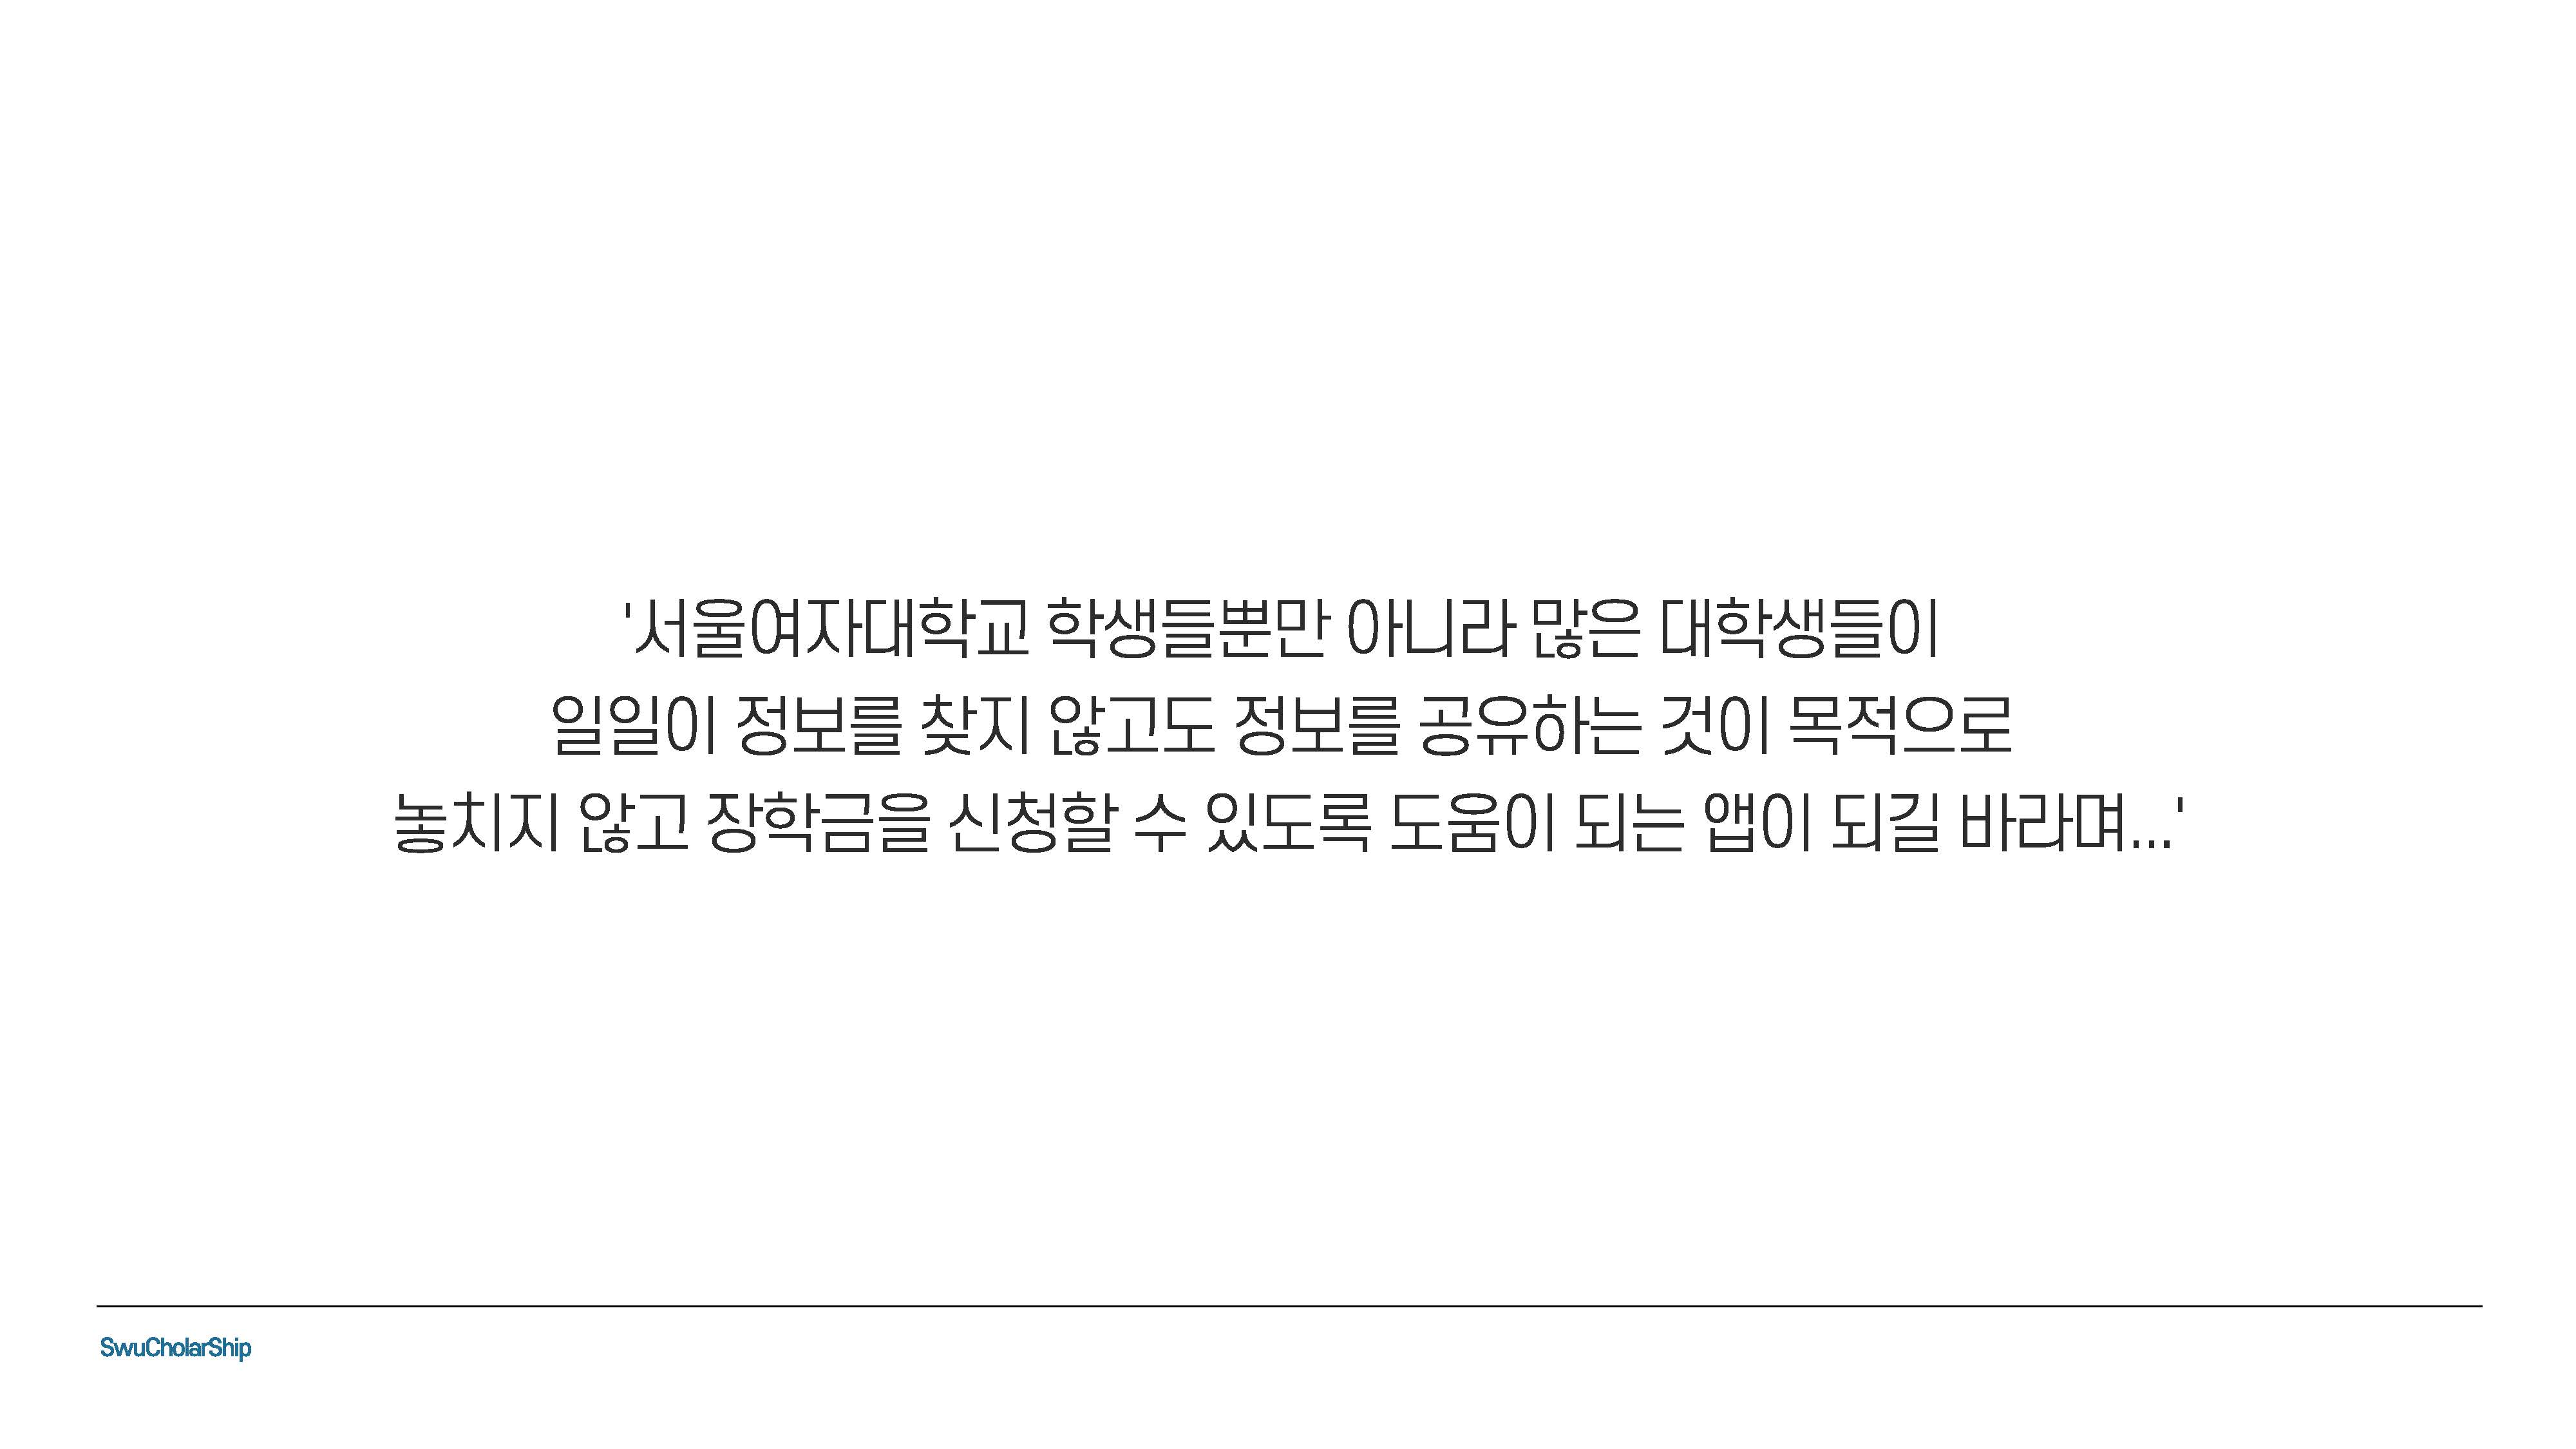 '서울여자대학교 학생들뿐만 아니라 많은 대학생들이
일일이 정보를 찾지 않고도 정보를 공유하는 것이 목적으로
놓치지 않고 장학금을 신청할 수 있도록 도움이 되는 앱이 되길 바라며...'
SwuCholarShip